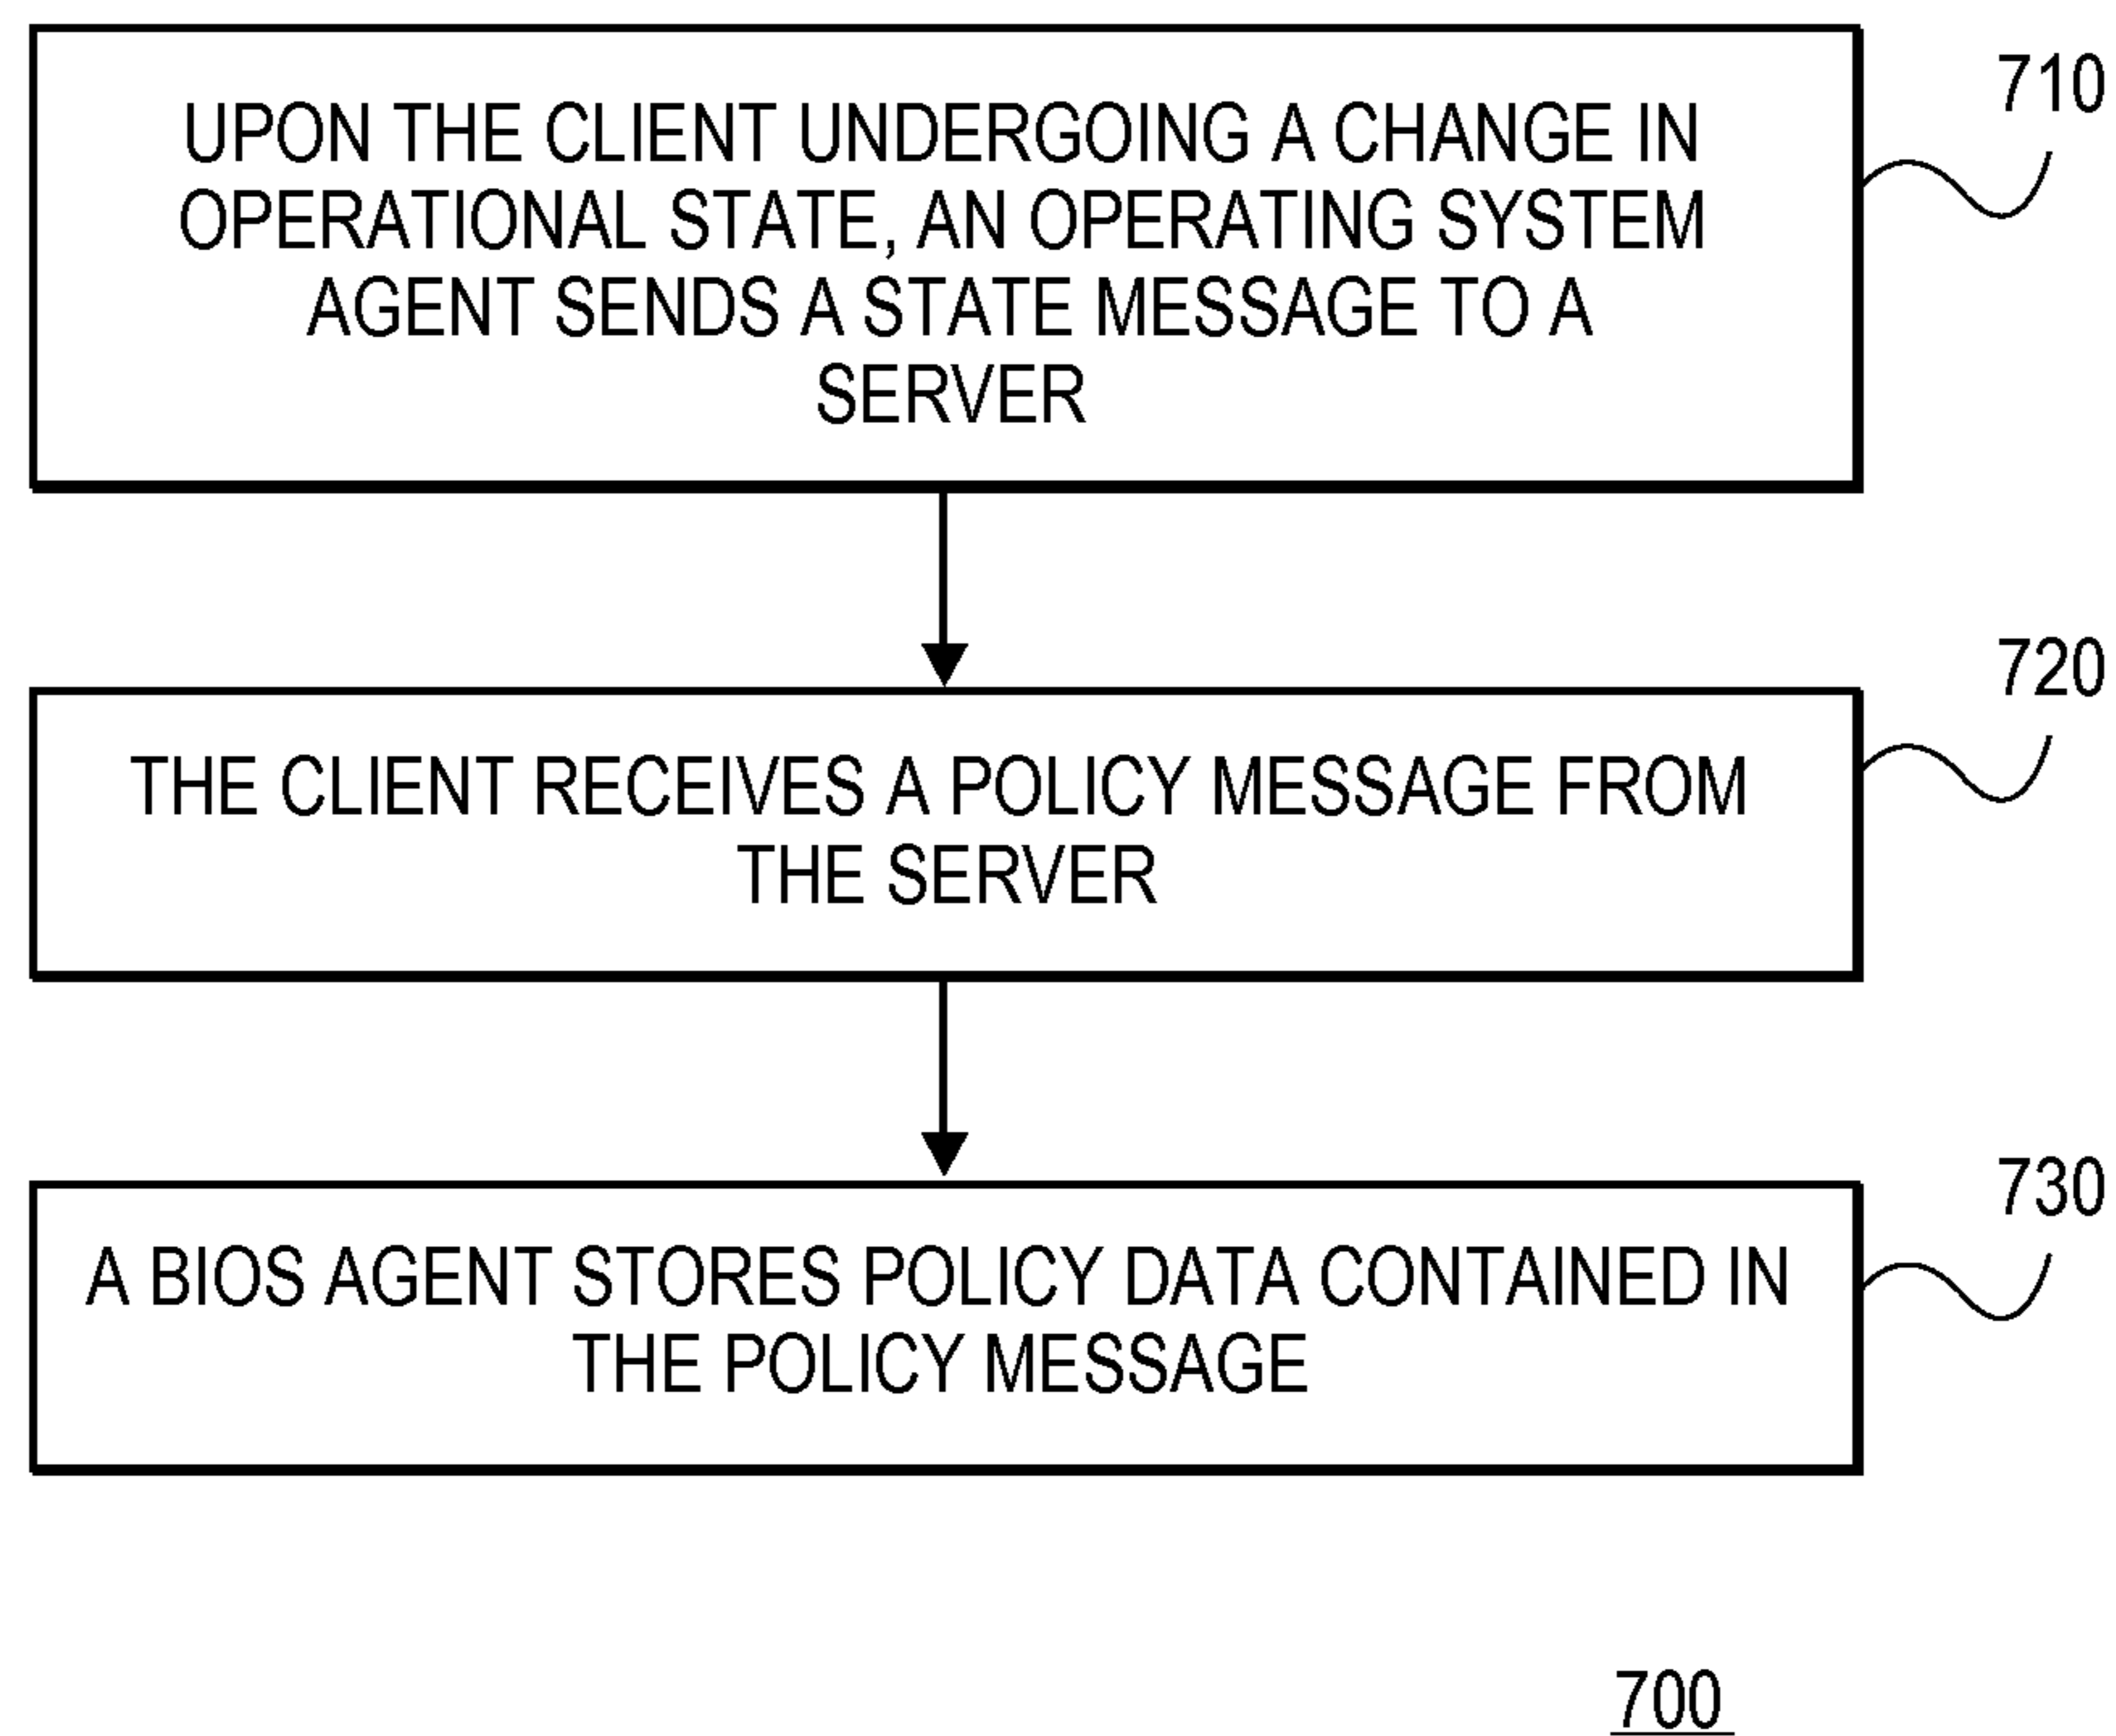 710
UPON THE CLIENT UNDERGOING A CHANGE IN
OPERATIONAL STATE, AN OPERATING SYSTEM
AGENT SENDS A STATE MESSAGE TO A
SERVER
720
THE CLIENT RECEIVES A POLICY MESSAGE FROM
THE SERVER
730
A BIOS AGENT STORES POLICY DATA CONTAINED IN
THE POLICY MESSAGE
700